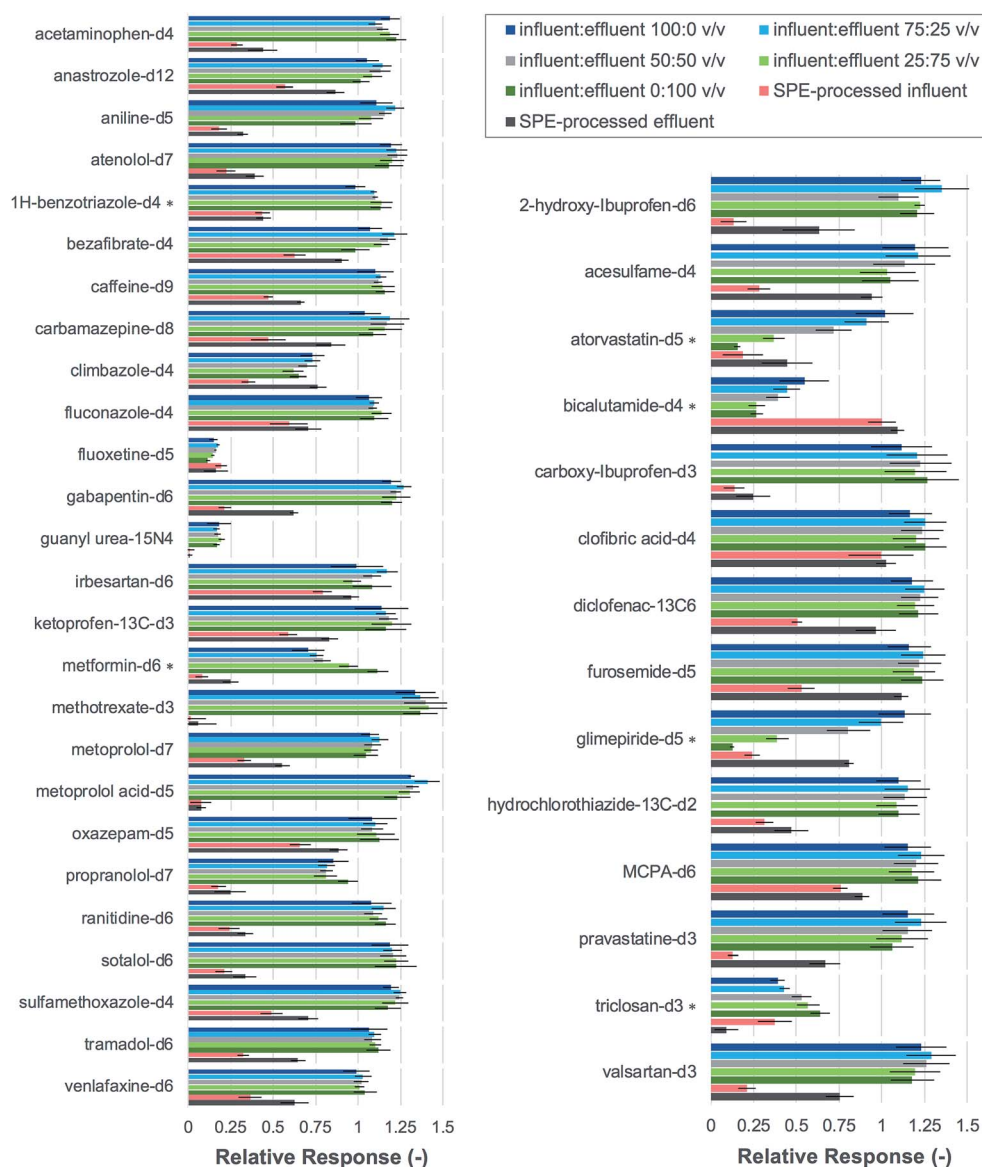 influent:effluent 100:0 v/v
influent:effluent 75:25 v/v
influent:effluent 50:50 v/v
influent:effluent 25:75 v/v
influent:effluent 0:100 v/v
SPE-processed influent
SPE-processed effluent
acetaminophen-d4
anastrozole-d12
aniline-d5
atenolol-d7
1H-benzotriazole-d4 *
bezafibrate-d4
caffeine-d9
carbamazepine-d8
climbazole-d4
fluconazole-d4
fluoxetine-d5
gabapentin-d6
guanyl urea-15N4
irbesartan-d6
ketoprofen-13C-d3
metformin-d6 *
methotrexate-d3
metoprolol-d7
metoprolol acid-d5
oxazepam-d5
propranolol-d7
ranitidine-d6
sotalol-d6
sulfamethoxazole-d4
tramadol-d6
venlafaxine-d6
0 0.25 0.5 0.75 1 1.25 1.5
Relative Response (-)
2-hydroxy-Ibuprofen-d6
acesulfame-d4
atorvastatin-d5 *
bicalutamide-d4 *
carboxy-Ibuprofen-d3
clofibric acid-d4
diclofenac-13C6
furosemide-d5
glimepiride-d5 *
hydrochlorothiazide-13C-d2
MCPA-d6
pravastatine-d3
triclosan-d3 *
valsartan-d3
0 0.25 0.5 0.75 1 1.25 1.5
Relative Response (-)